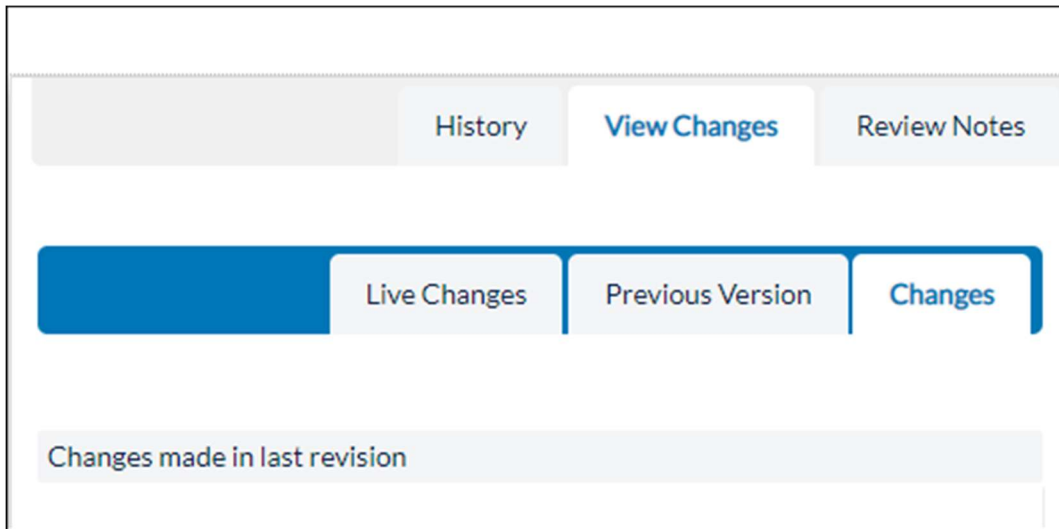 History View Changes Review Notes
Live Changes Previous Version Changes
Changes made in last revision